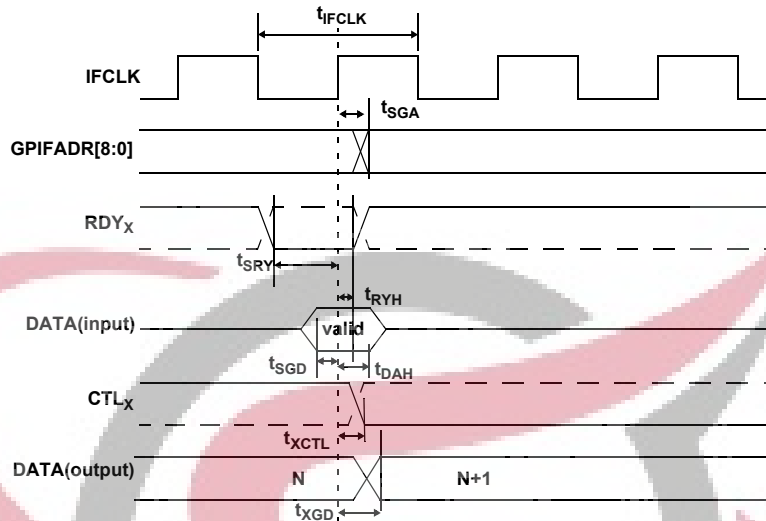 tIFCLK
IFCLK
tSGA
GPIFADR[8:0]
RDYX
tSRY
tRYH
DATA(input)
valid
tSGD
tDAH
CTLX
tXCTL
DATA(output)
N
N+1
tXGD